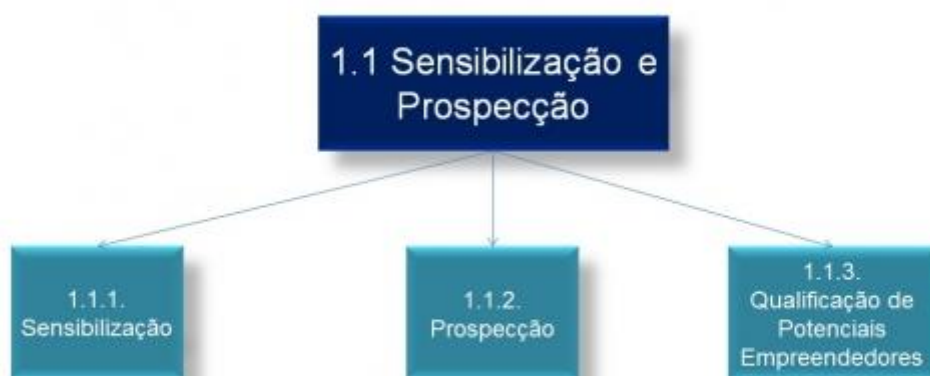 1.1 Sensibilização e
Prospecção
1.1.1.
Sensibilização
1.1.2.
Prospecção
1.1.3.
Qualificação de
Potenciais
Empreendedores